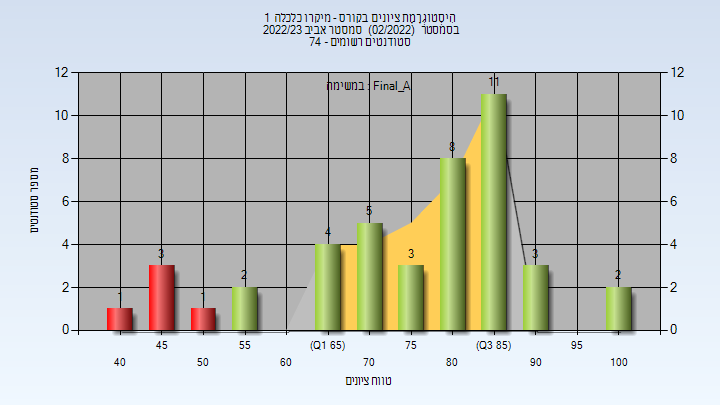 היסטוגרמת ציונים בקורס - מיקרו כלכלה 1
בסמסטר (02/2022) סמסטר אביב 2022/23
סטודנטים רשומים - 74
במשימה : Final_A
מספר סטודנטים
12 12
10 10
8 8
6 6
4 4
2 2
0 0
1 3 1 2 4 5 3 8 11 3 2
45 55 (Q1 65) 75 (Q3 85) 95
40 50 60 70 80 90 100
טווח ציונים